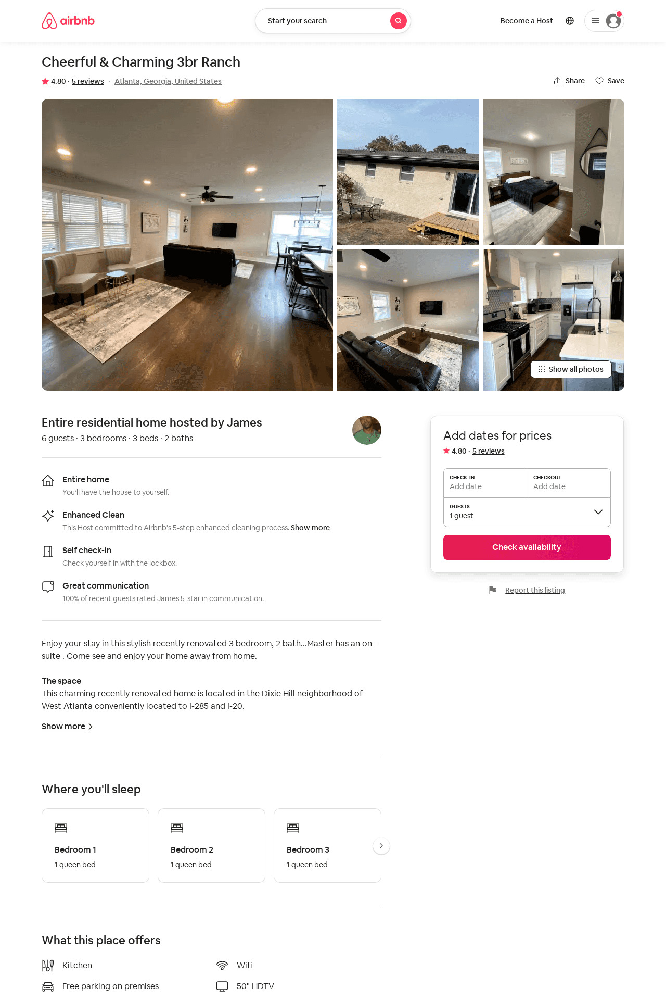 airbnb
Start your search
Become a Host
Cheerful & Charming 3br Ranch
4.80 · 5 reviews · Atlanta, Georgia, United States
Share
Save
Show all photos
Entire residential home hosted by James
6 guests · 3 bedrooms · 3 beds · 2 baths
Entire home
You'll have the house to yourself.
Enhanced Clean
This Host committed to Airbnb's 5-step enhanced cleaning process. Show more
Self check-in
Check yourself in with the lockbox.
Great communication
100% of recent guests rated James 5-star in communication.
Add dates for prices
4.80 · 5 reviews
CHECK-IN
Add date
CHECKOUT
Add date
GUESTS
1 guest
Check availability
Report this listing
Enjoy your stay in this stylish recently renovated 3 bedroom, 2 bath...Master has an on-
suite . Come see and enjoy your home away from home.
The space
This charming recently renovated home is located in the Dixie Hill neighborhood of
West Atlanta conveniently located to I-285 and I-20.
Show more
Where you'll sleep
Bedroom 1
1 queen bed
Bedroom 2
1 queen bed
Bedroom 3
1 queen bed
What this place offers
Kitchen
Wifi
Free parking on premises
50" HDTV